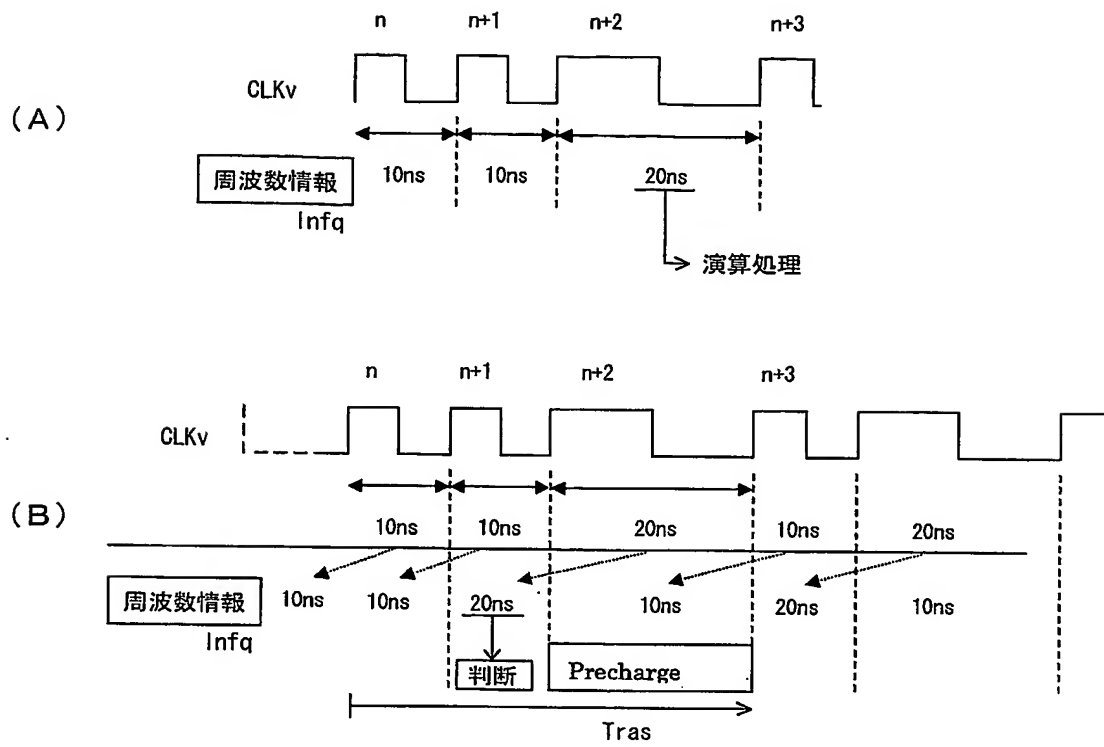 n n+1 n+2 n+3
CLKv
(A)
周波数情報 10ns 10ns 20ns
Infq
演算処理
n n+1 n+2 n+3
CLKv
(B)
10ns 10ns 20ns 10ns 20ns
周波数情報 10ns 10ns 20ns 10ns 20ns 10ns
Infq
判断 Precharge
Tras